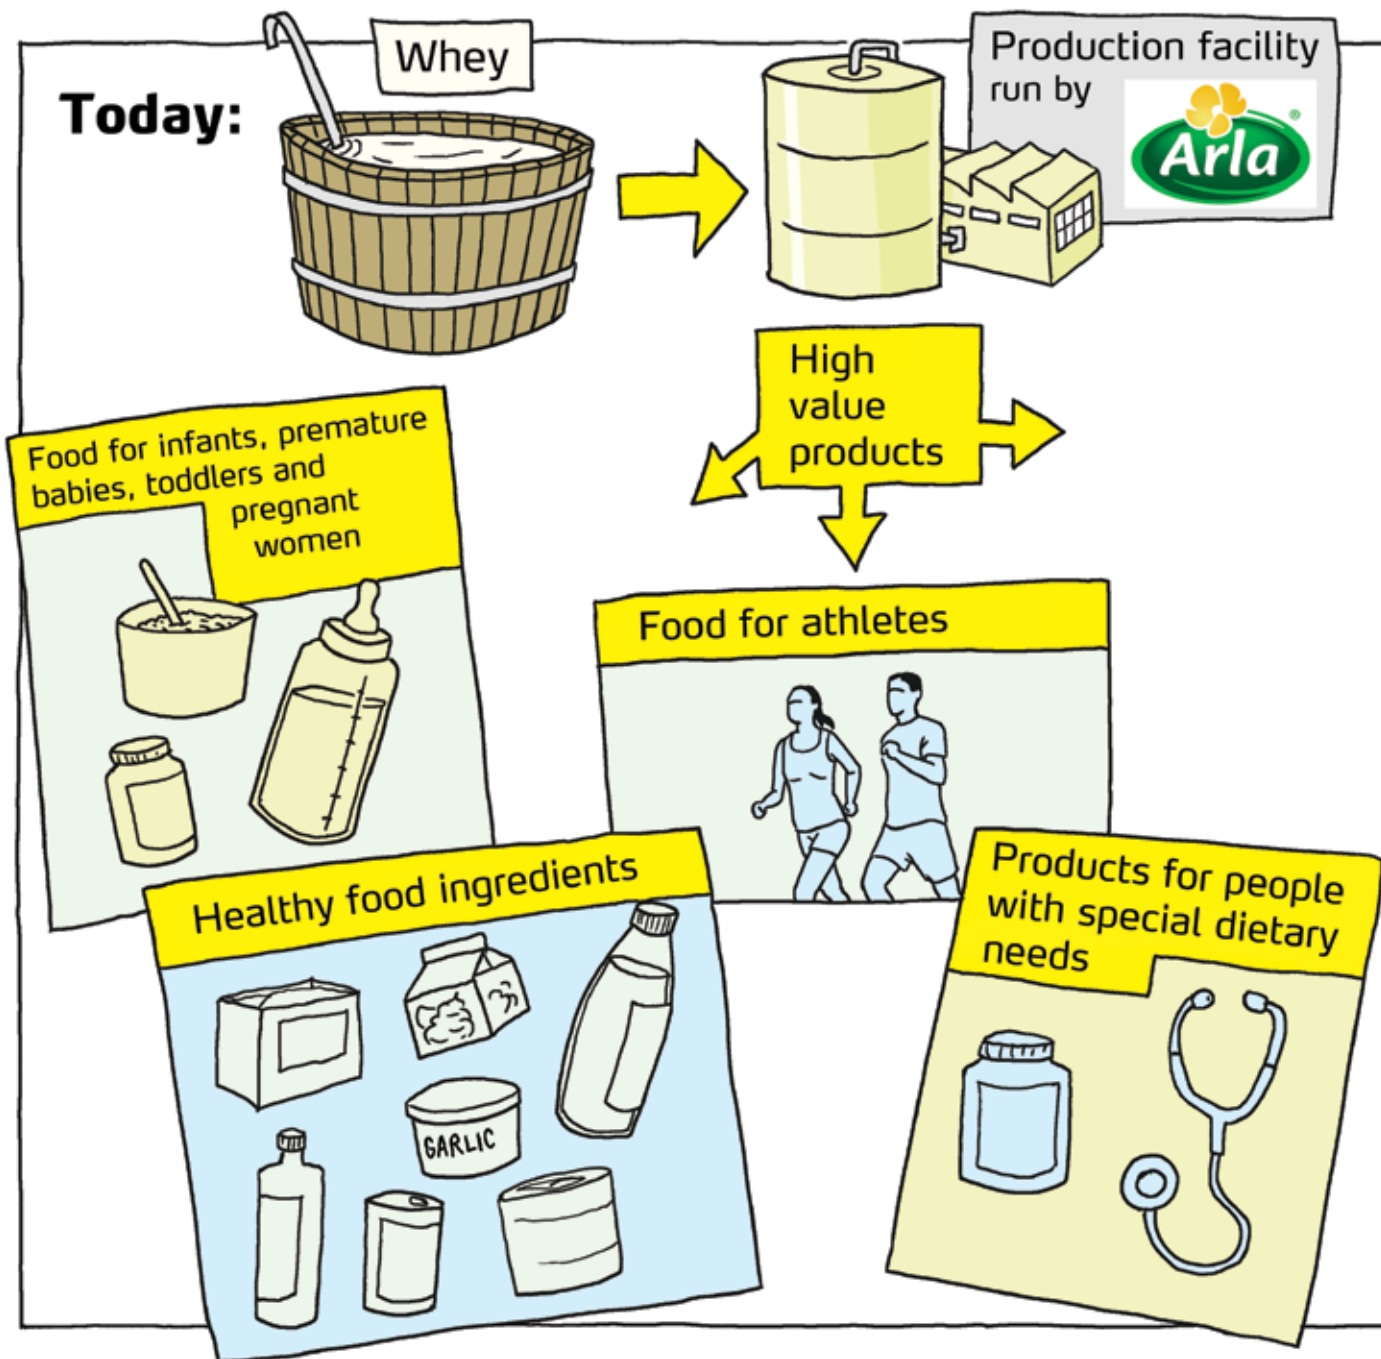 Today:
Whey
Production facility
run by
Arla®
High
value
products
Food for infants, premature
babies, toddlers and
pregnant
women
Food for athletes
Healthy food ingredients
GARLIC
Products for people
with special dietary
needs